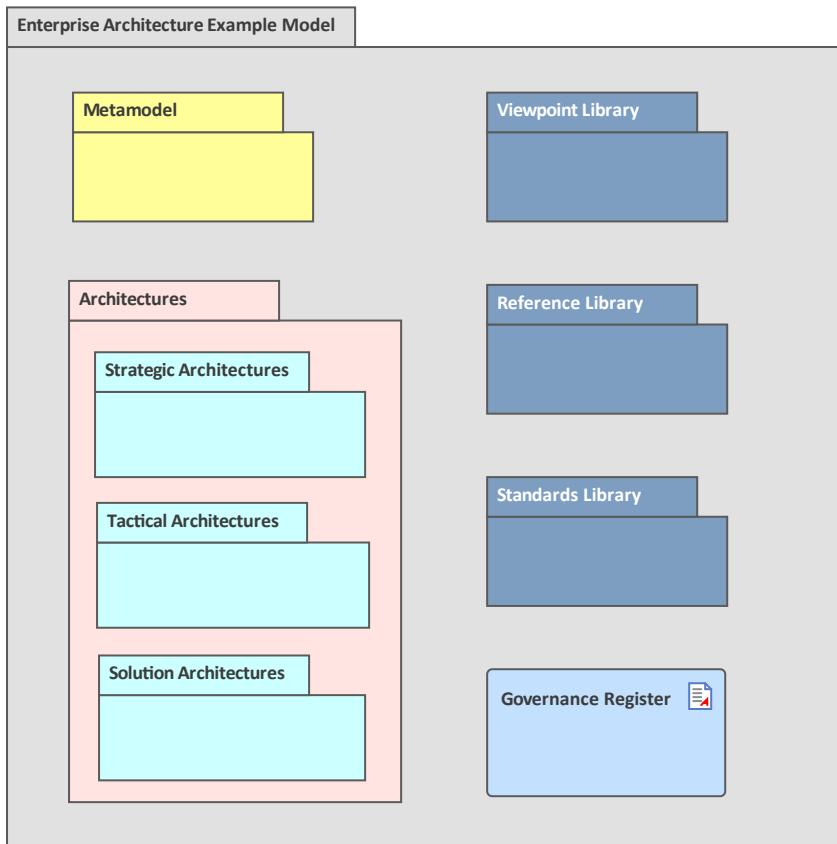 Enterprise Architecture Example Model
Metamodel
Viewpoint Library
Architectures
Reference Library
Strategic Architectures
Standards Library
Tactical Architectures
Solution Architectures
Governance Register